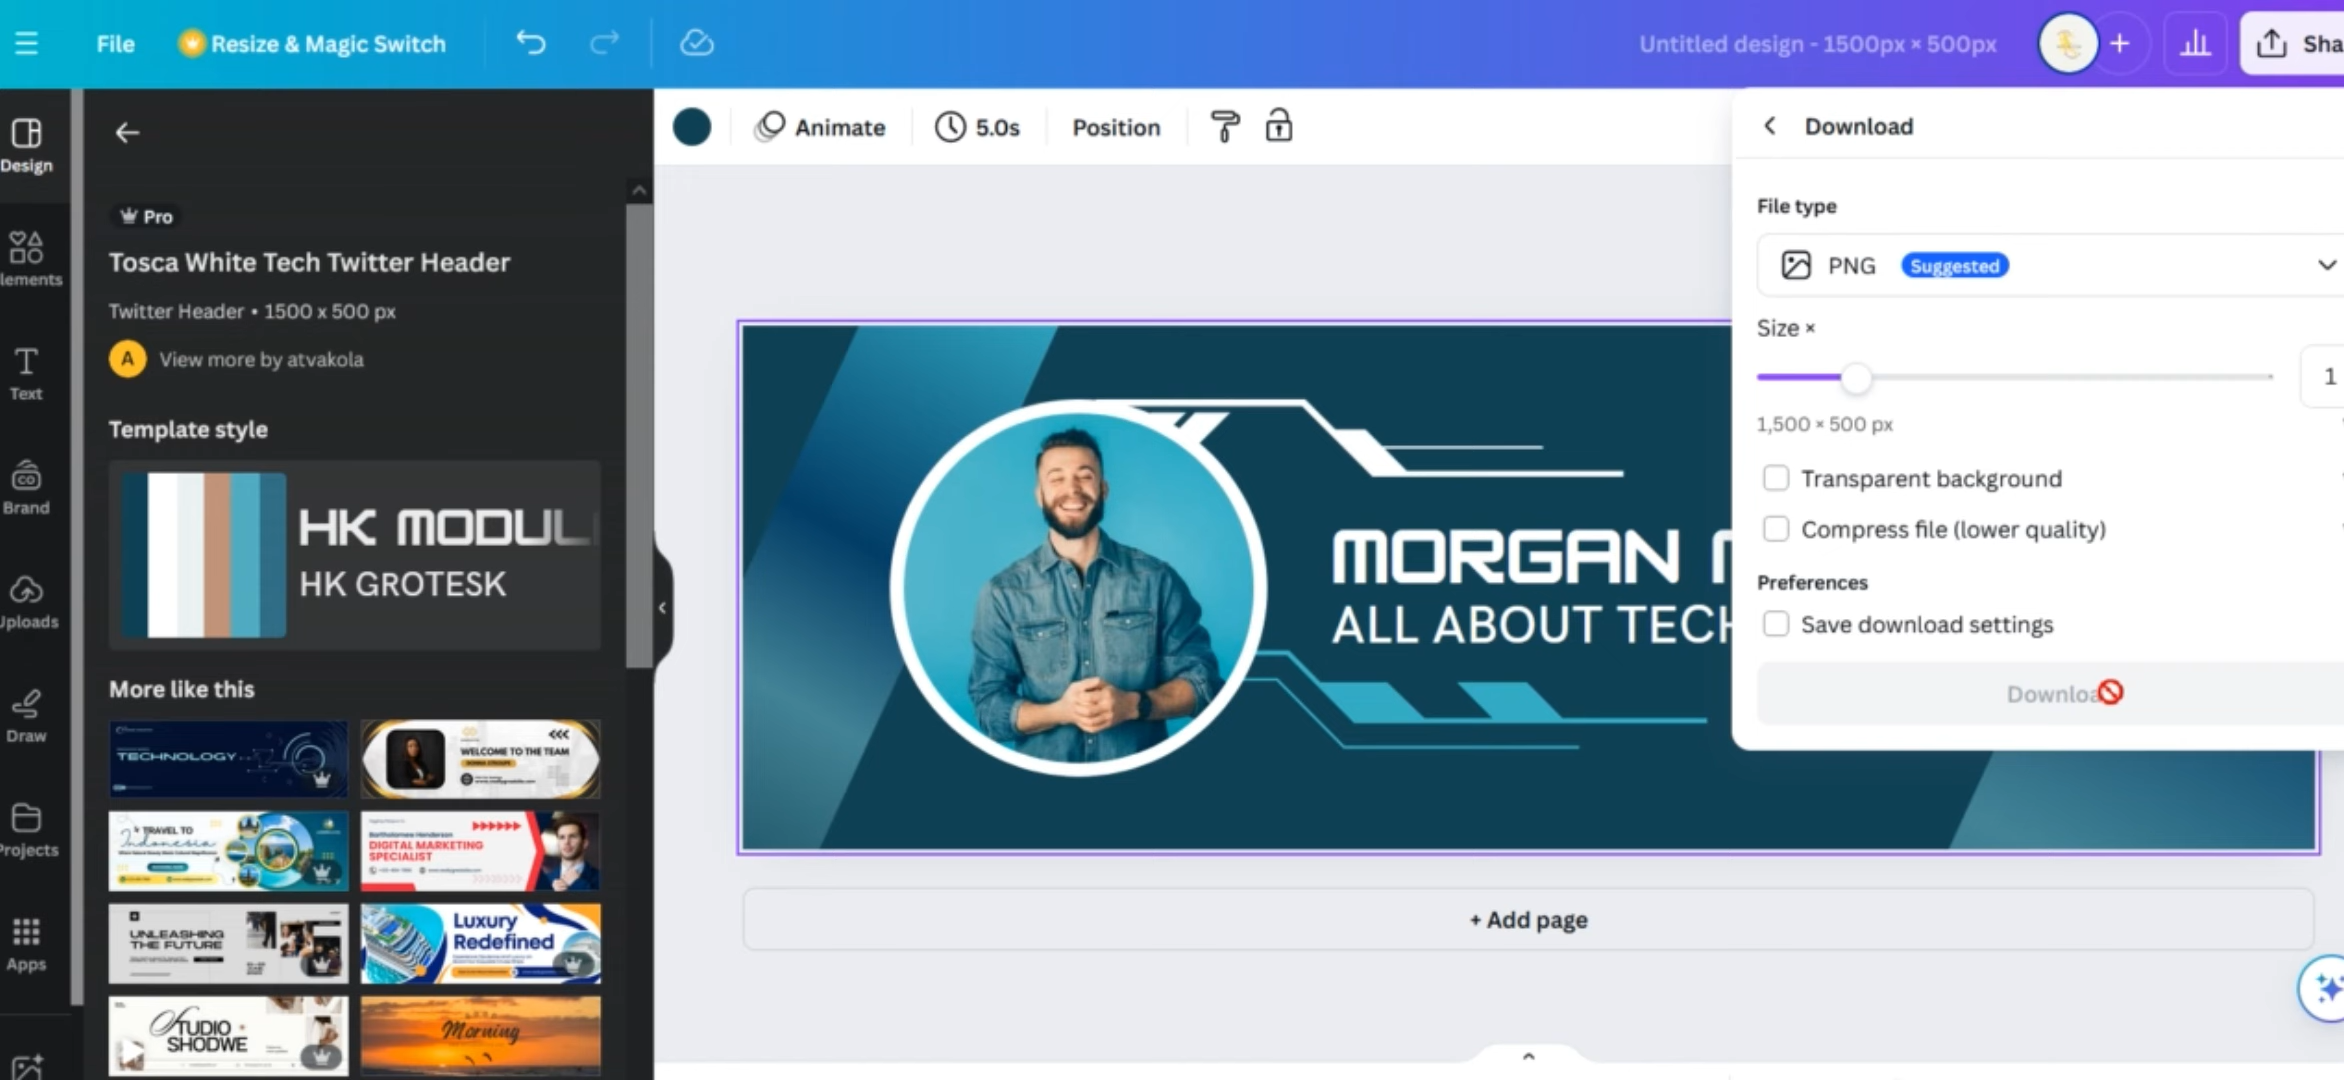 File
Resize & Magic Switch
Untitled design - 1500px × 500px
Sha
Design
lements
Text
Brand
Uploads
Draw
Projects
Apps
Pro
Tosca White Tech Twitter Header
Twitter Header • 1500 x 500 px
A
View more by atvakola
Template style
HK MODUL
HK GROTESK
More like this
TECHNOLOGY
WELCOME TO THE TEAM
TRAVEL TO
Indonesia
Bartholomew Henderson
DIGITAL MARKETING
SPECIALIST
UNLEASHING
THE FUTURE
Luxury
Redefined
STUDIO
SHODWE
Morning
Animate
5.0s
Position
MORGAN
ALL ABOUT TECH
+ Add page
Download
File type
PNG
Suggested
Size ×
1
1,500 × 500 px
Transparent background
Compress file (lower quality)
Preferences
Save download settings
Downloa